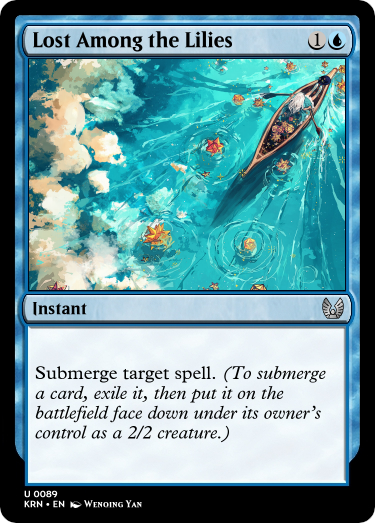 Lost Among the Lilies 1
Instant
Submerge target spell. (To submerge
a card, exile it, then put it on the
battlefield face down under its owner's
control as a 2/2 creature.)
U 0089
KRN • EN Wenqing Yan